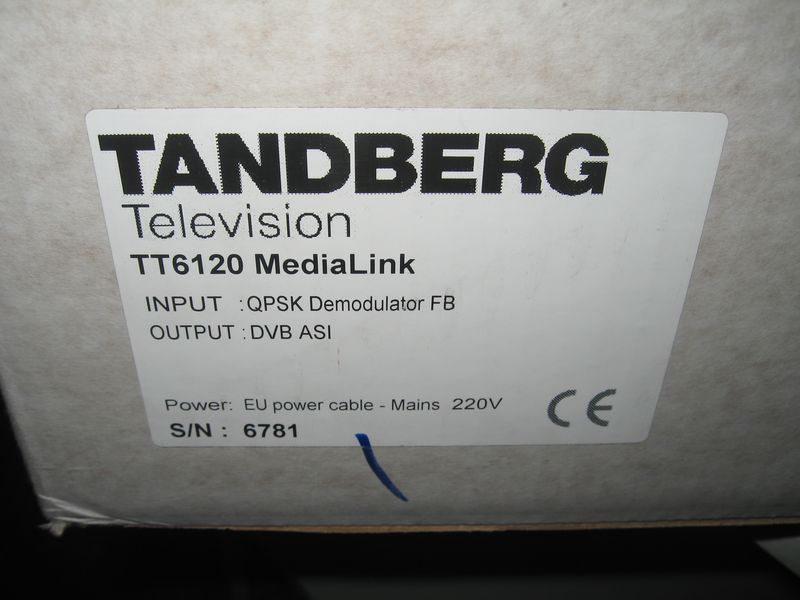 TANDBERG
Television
TT6120 MediaLink
INPUT : QPSK Demodulator FB
OUTPUT : DVB ASI
Power: EU power cable - Mains 220V
CE
S/N : 6781